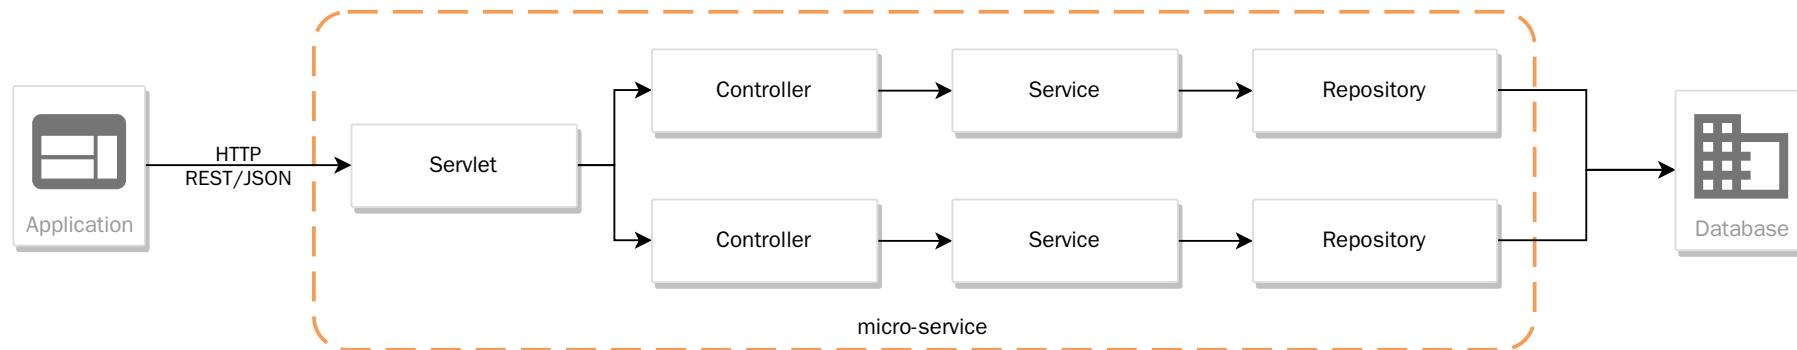 Application
HTTP
REST/JSON
Servlet
Controller
Service
Repository
Controller
Service
Repository
Database
micro-service